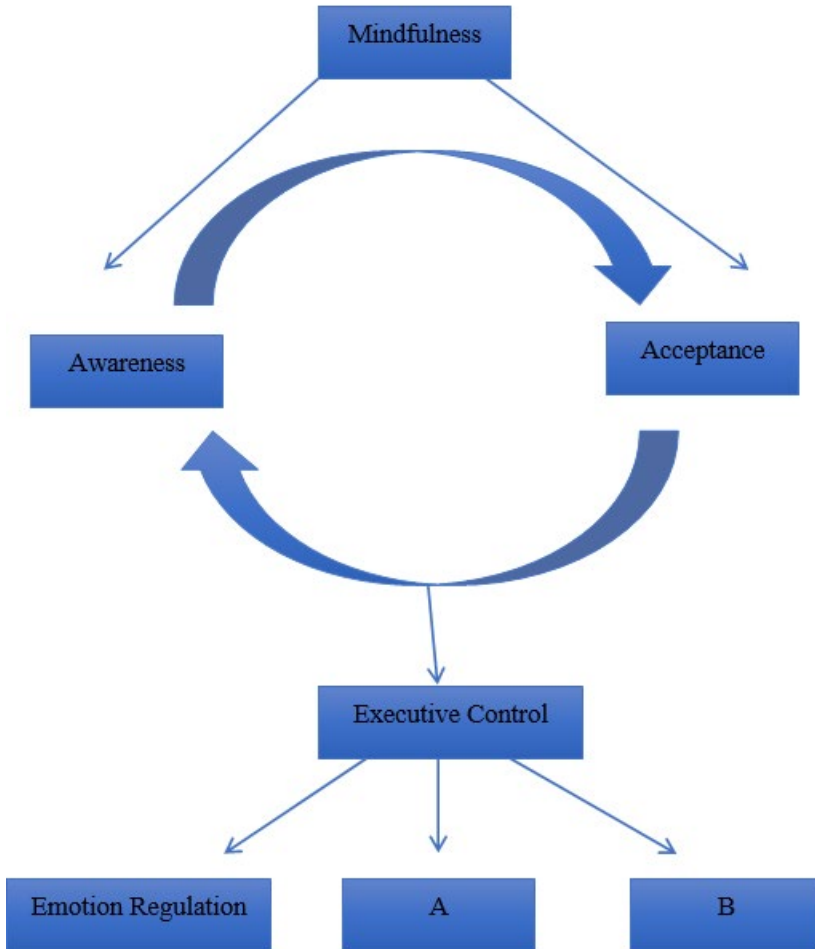 Mindfulness
Awareness
Acceptance
Executive Control
Emotion Regulation
A
B